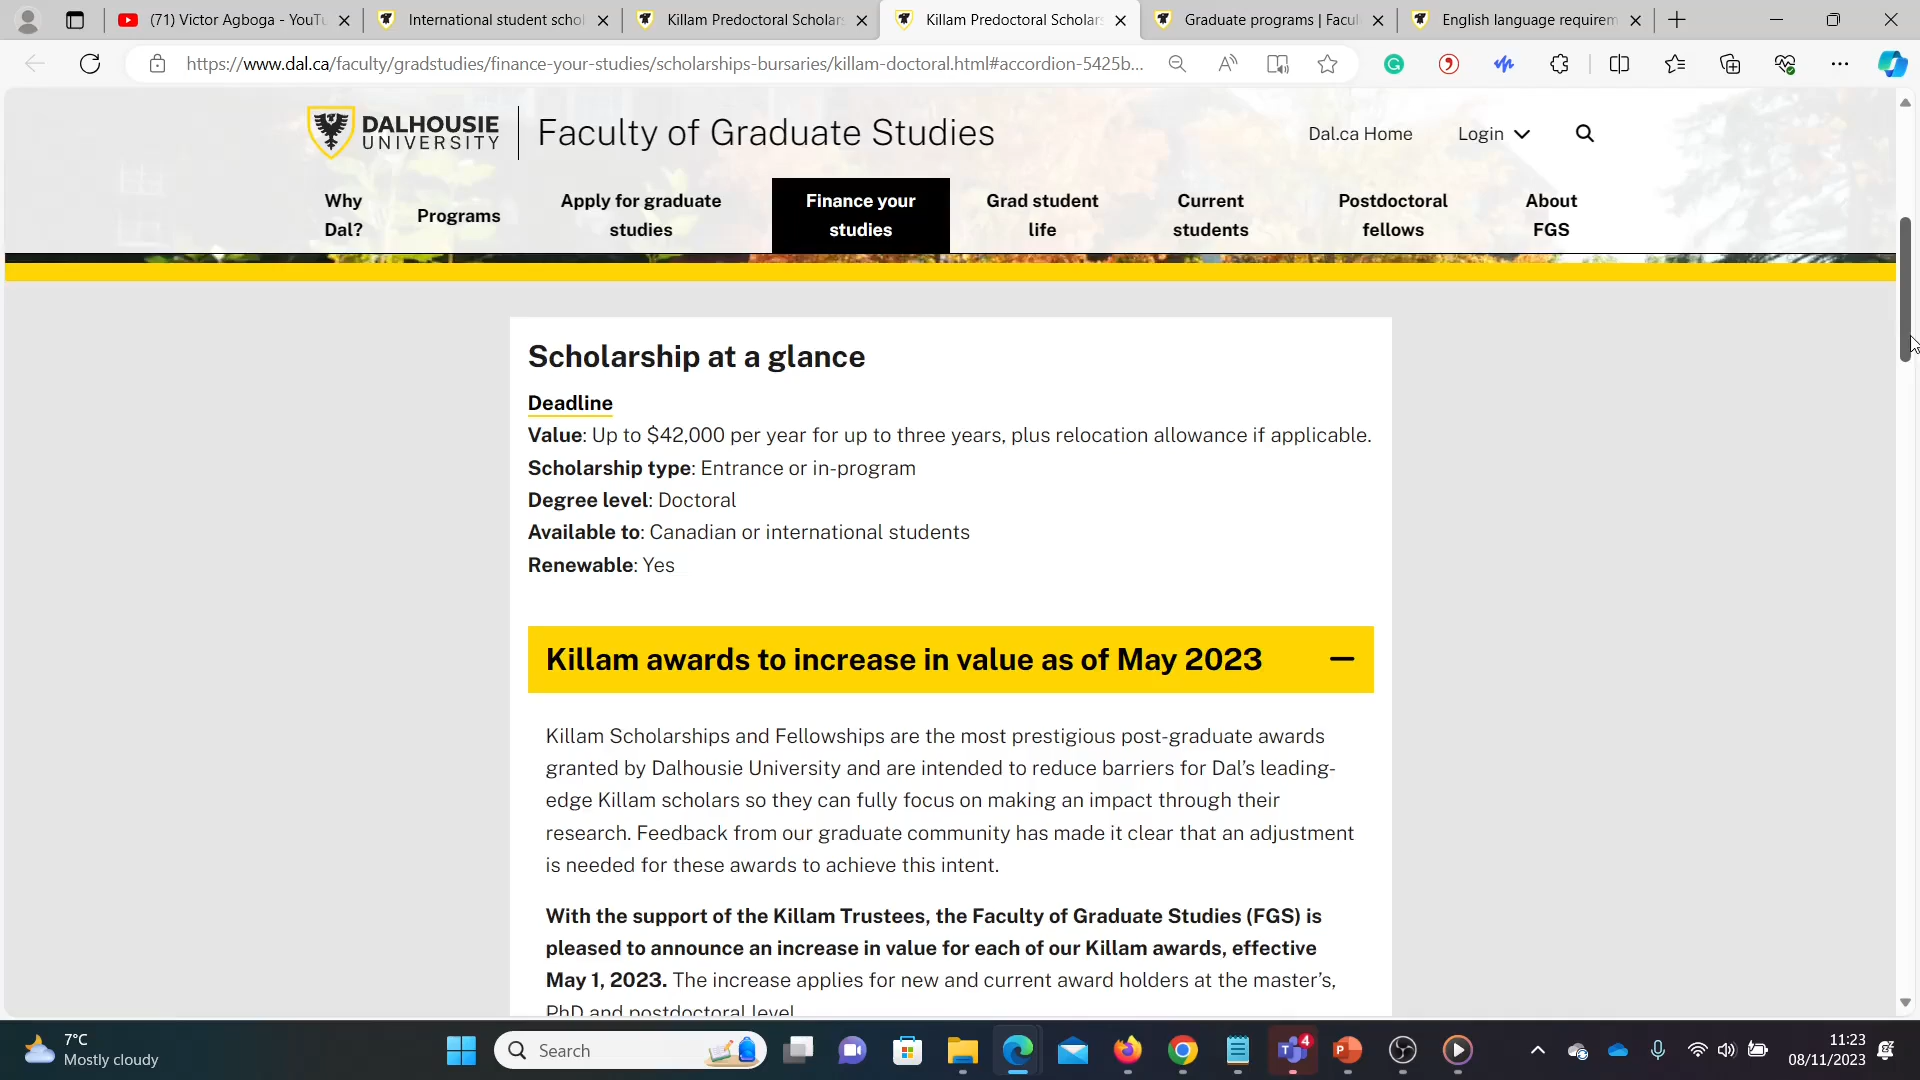 (71) Victor Agboga - YouTu
International student schol
Killam Predoctoral Scholars
Killam Predoctoral Scholars
Graduate programs | Facul
English language requirem
https://www.dal.ca/faculty/gradstudies/finance-your-studies/scholarships-bursaries/killam-doctoral.html#accordion-5425b...
DALHOUSIE
UNIVERSITY
Faculty of Graduate Studies
Dal.ca Home
Login
Why
Dal?
Programs
Apply for graduate
studies
Finance your
studies
Grad student
life
Current
students
Postdoctoral
fellows
About
FGS
Scholarship at a glance
Deadline
Value: Up to $42,000 per year for up to three years, plus relocation allowance if applicable.
Scholarship type: Entrance or in-program
Degree level: Doctoral
Available to: Canadian or international students
Renewable: Yes
Killam awards to increase in value as of May 2023
Killam Scholarships and Fellowships are the most prestigious post-graduate awards
granted by Dalhousie University and are intended to reduce barriers for Dal's leading-
edge Killam scholars so they can fully focus on making an impact through their
research. Feedback from our graduate community has made it clear that an adjustment
is needed for these awards to achieve this intent.
With the support of the Killam Trustees, the Faculty of Graduate Studies (FGS) is
pleased to announce an increase in value for each of our Killam awards, effective
May 1, 2023. The increase applies for new and current award holders at the master's,
PhD and postdoctoral level
7°C
Mostly cloudy
Search
4
11:23
08/11/2023